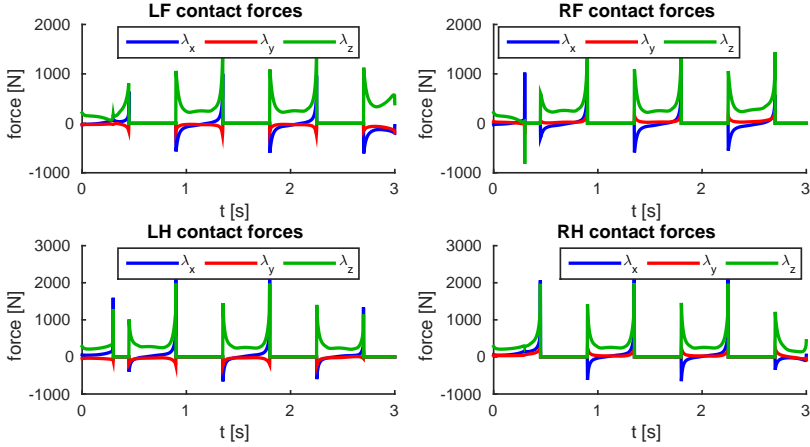 LF contact forces
2000
1000
0
-1000
force [N]
λx λy λz
0 1 2 3
t [s]
RF contact forces
2000
1000
0
-1000
force [N]
λx λy λz
0 1 2 3
t [s]
LH contact forces
3000
2000
1000
0
-1000
force [N]
λx λy λz
0 1 2 3
t [s]
RH contact forces
3000
2000
1000
0
-1000
force [N]
λx λy λz
0 1 2 3
t [s]